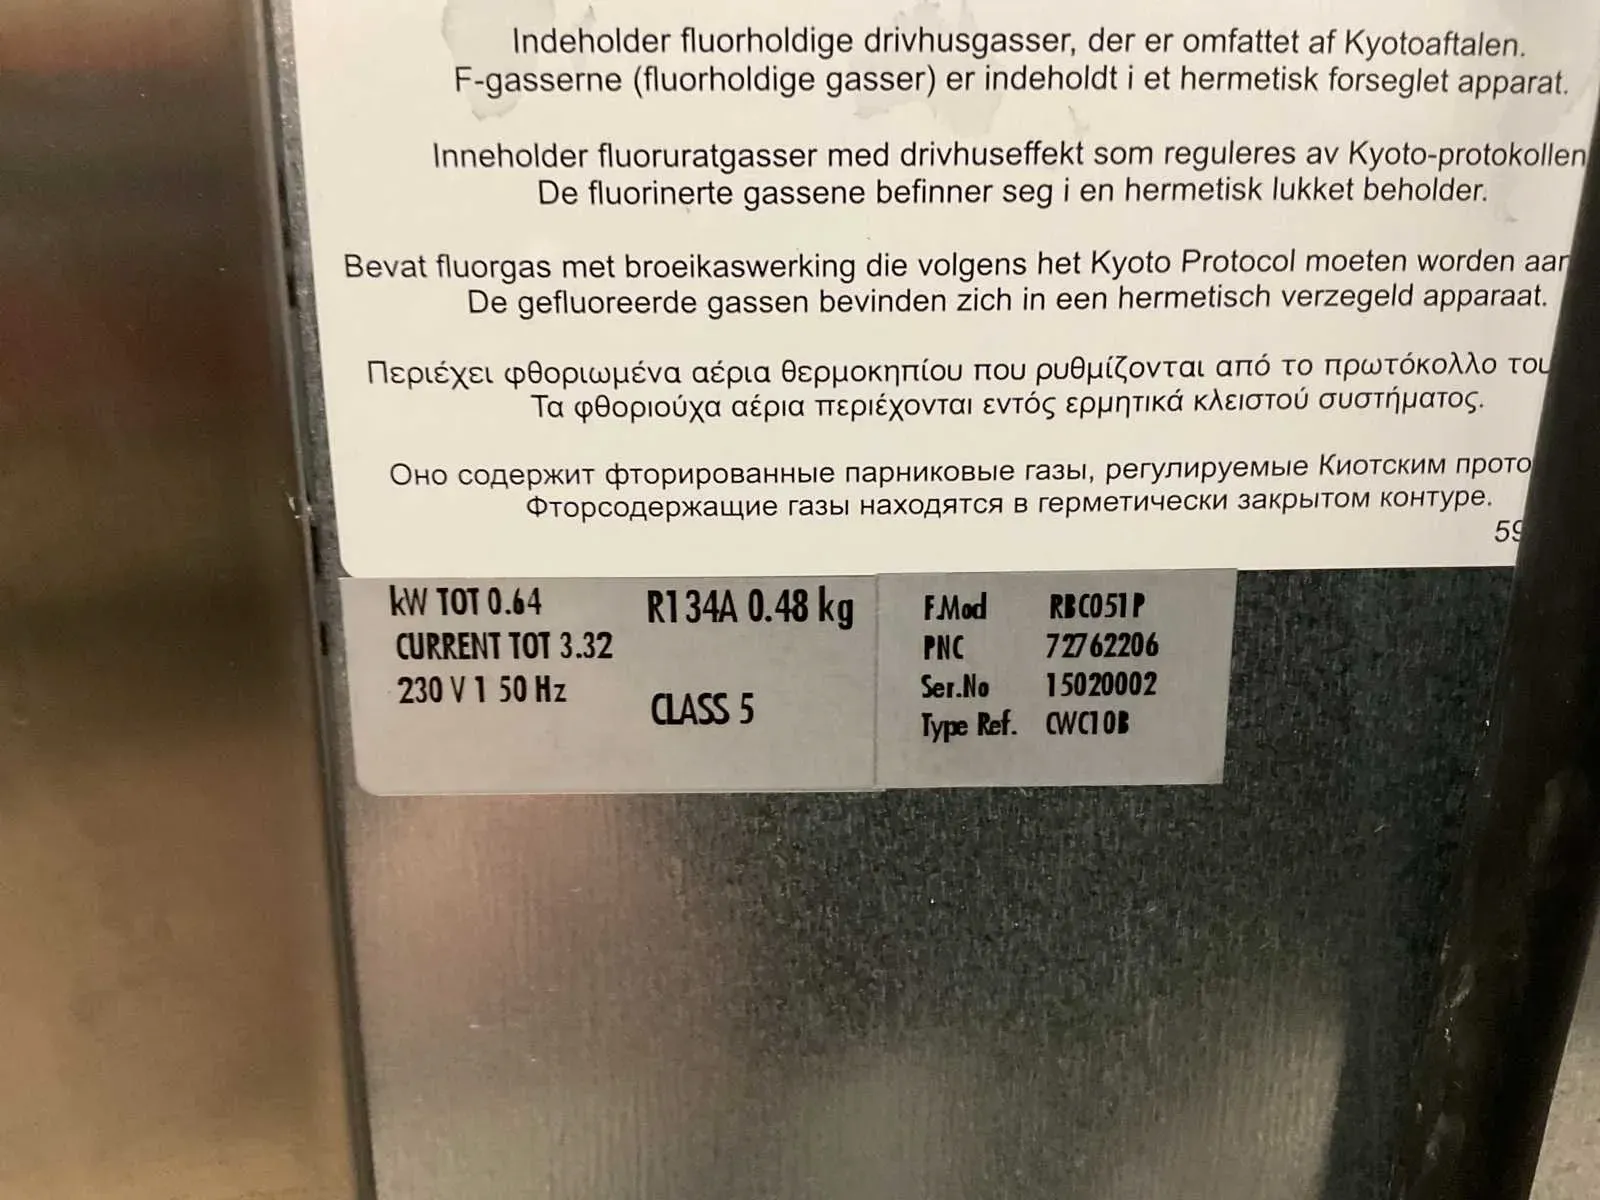 Indeholder fluorholdige drivhusgasser, der er omfattet af Kyotoaftalen.
F-gasserne (fluorholdige gasser) er indeholdt i et hermetisk forseglet apparat.
Inneholder fluoruratgasser med drivhuseffekt som reguleres av Kyoto-protokollen
De fluorinerte gassene befinner seg i en hermetisk lukket beholder.
Bevat fluorgas met broeikaswerking die volgens het Kyoto Protocol moeten worden aan
De gefluoreerde gassen bevinden zich in een hermetisch verzegeld apparaat.
Περιέχει φθοριωμένα αέρια θερμοκηπίου που ρυθμίζονται από το πρωτόκολλο του
Τα φθοριούχα αέρια περιέχονται εντός ερμητικά κλειστού συστήματος.
Оно содержит фторированные парниковые газы, регулируемые Киотским прото
Фторсодержащие газы находятся в герметически закрытом контуре.
59
kW TOT 0.64
CURRENT TOT 3.32
230 V 1 50 Hz
R134A 0.48 kg
CLASS 5
F.Mod RBC051P
PNC 72762206
Ser.No 15020002
Type Ref. CWC10B